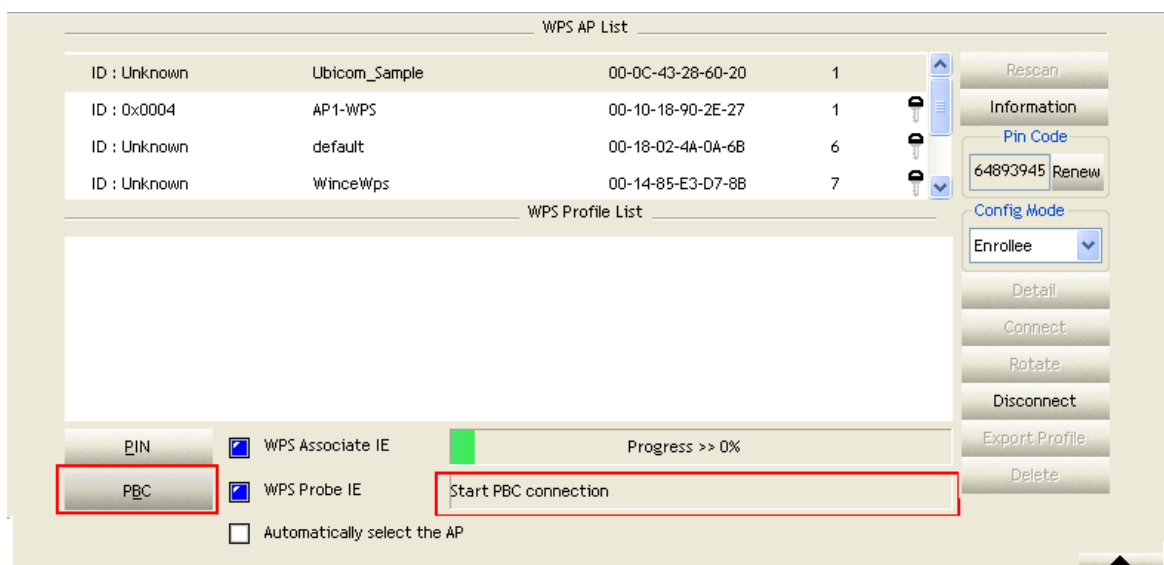 WPS AP List
ID : Unknown Ubicom_Sample 00-0C-43-28-60-20 1
Rescan
ID : 0x0004 AP1-WPS 00-10-18-90-2E-27 1
Information
ID : Unknown default 00-18-02-4A-0A-6B 6
Pin Code
64893945 Renew
ID : Unknown WinceWps 00-14-85-E3-D7-8B 7
WPS Profile List
Config Mode
Enrollee
Detail
Connect
Rotate
Disconnect
PIN WPS Associate IE Progress >> 0%
Export Profile
PBC WPS Probe IE Start PBC connection
Delete
Automatically select the AP